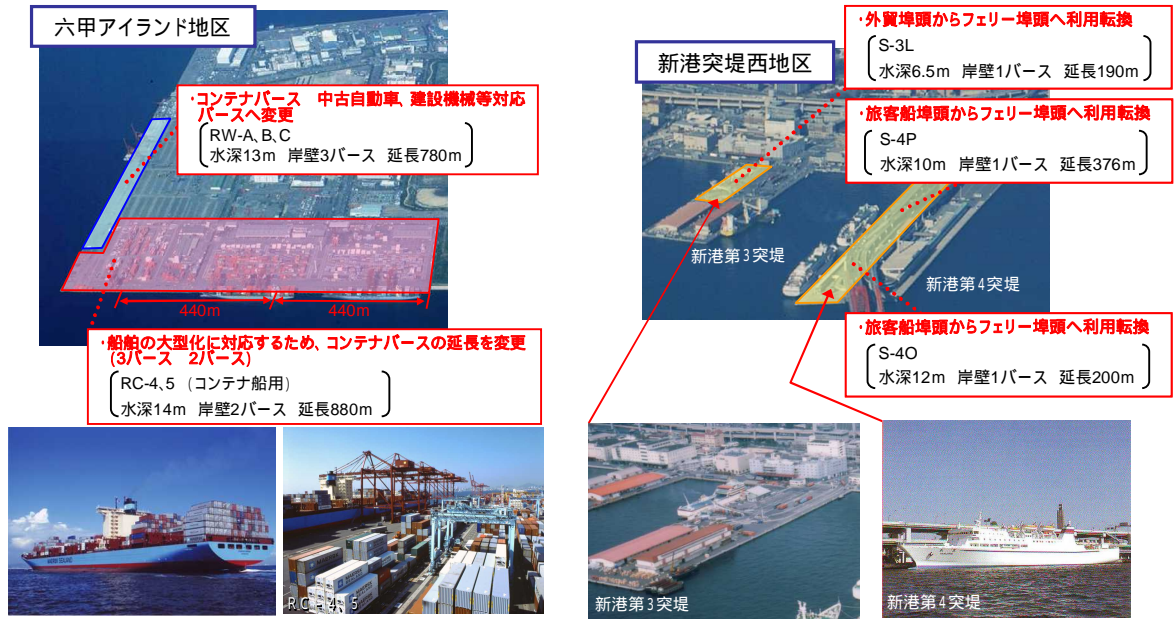 六甲アイランド地区
・コンテナバース　中古自動車、建設機械等対応
バースへ変更
RW-A、B、C
水深13m 岸壁3バース 延長780m
440m
440m
・船舶の大型化に対応するため、コンテナバースの延長を変更
(3バース　2バース)
RC-4、5 (コンテナ船用)
水深14m 岸壁2バース 延長880m
MAERSK SEALAND
RC-4・5
新港突堤西地区
・外貿埠頭からフェリー埠頭へ利用転換
S-3L
水深6.5m 岸壁1バース 延長190m
・旅客船埠頭からフェリー埠頭へ利用転換
S-4P
水深10m 岸壁1バース 延長376m
新港第3突堤
新港第4突堤
・旅客船埠頭からフェリー埠頭へ利用転換
S-4O
水深12m 岸壁1バース 延長200m
新港第3突堤
新港第4突堤